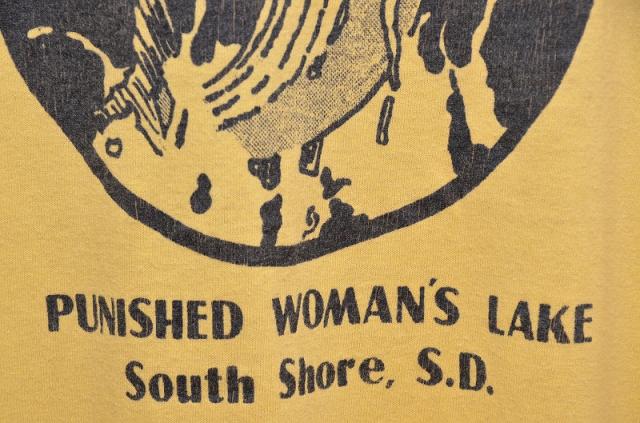 PUNISHED WOMAN'S LAKE
South Shore, S.D.